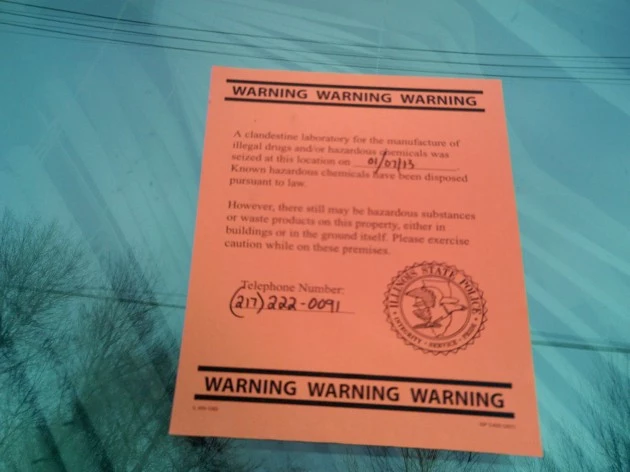 WARNING WARNING WARNING
A clandestine laboratory for the manufacture of
illegal drugs and/or hazardous chemicals was
seized at this location on 01/07/13
Known hazardous chemicals have been disposed
pursuant to law.
However, there still may be hazardous substances
or waste products on this property, either in
buildings or in the ground itself. Please exercise
caution while on these premises.
Telephone Number:
(217) 222-0091
ILLINOIS STATE POLICE
INTEGRITY • SERVICE • PRIDE
WARNING WARNING WARNING